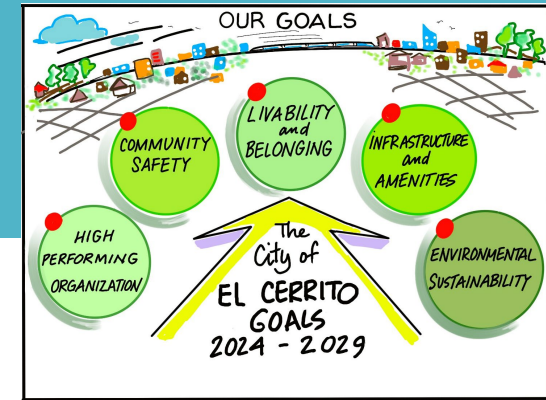 OUR GOALS
HIGH
PERFORMING
ORGANIZATION
COMMUNITY
SAFETY
LIVABILITY
and
BELONGING
INFRASTRUCTURE
and
AMENITIES
ENVIRONMENTAL
SUSTAINABILITY
The
City of
EL CERRITO
GOALS
2024 - 2029